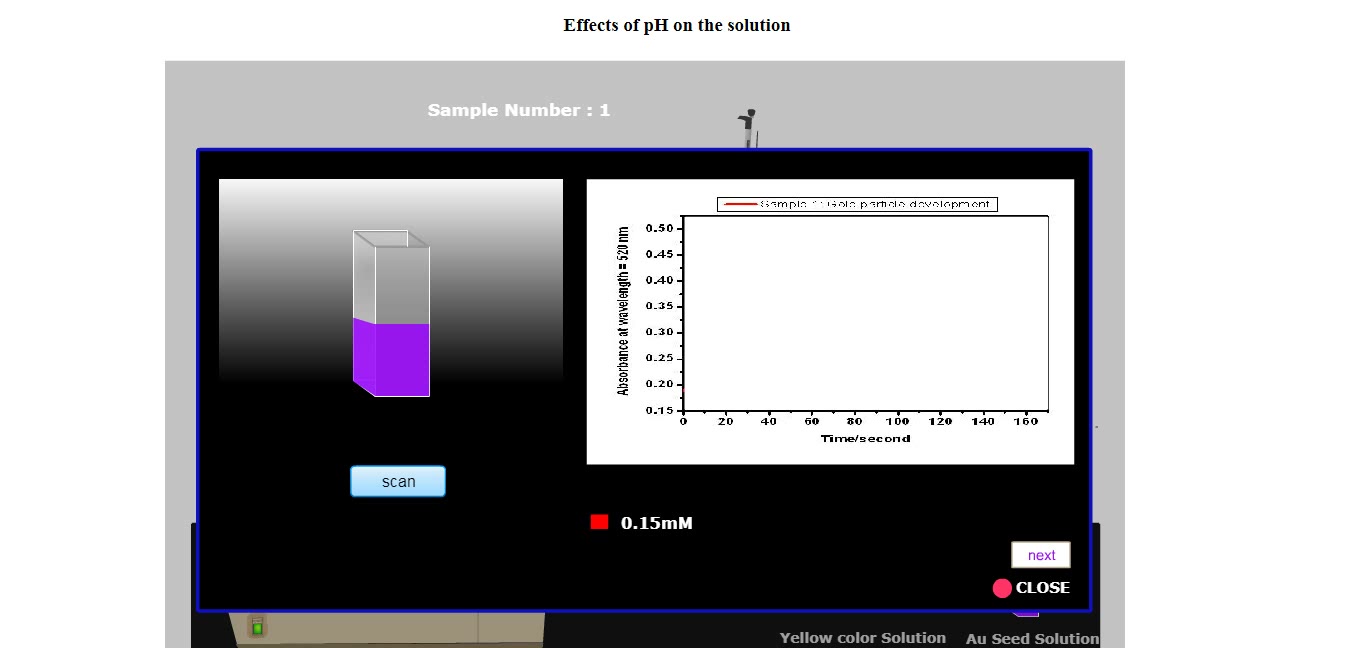 Effects of pH on the solution
Sample Number : 1
Sample 1: Gold particle development
Absorbance at wavelength = 520 nm
0.50
0.45
0.40
0.35
0.30
0.25
0.20
0.15
0 20 40 60 80 100 120 140 160
Time/second
scan
0.15mM
next
CLOSE
Yellow color Solution
Au Seed Solution